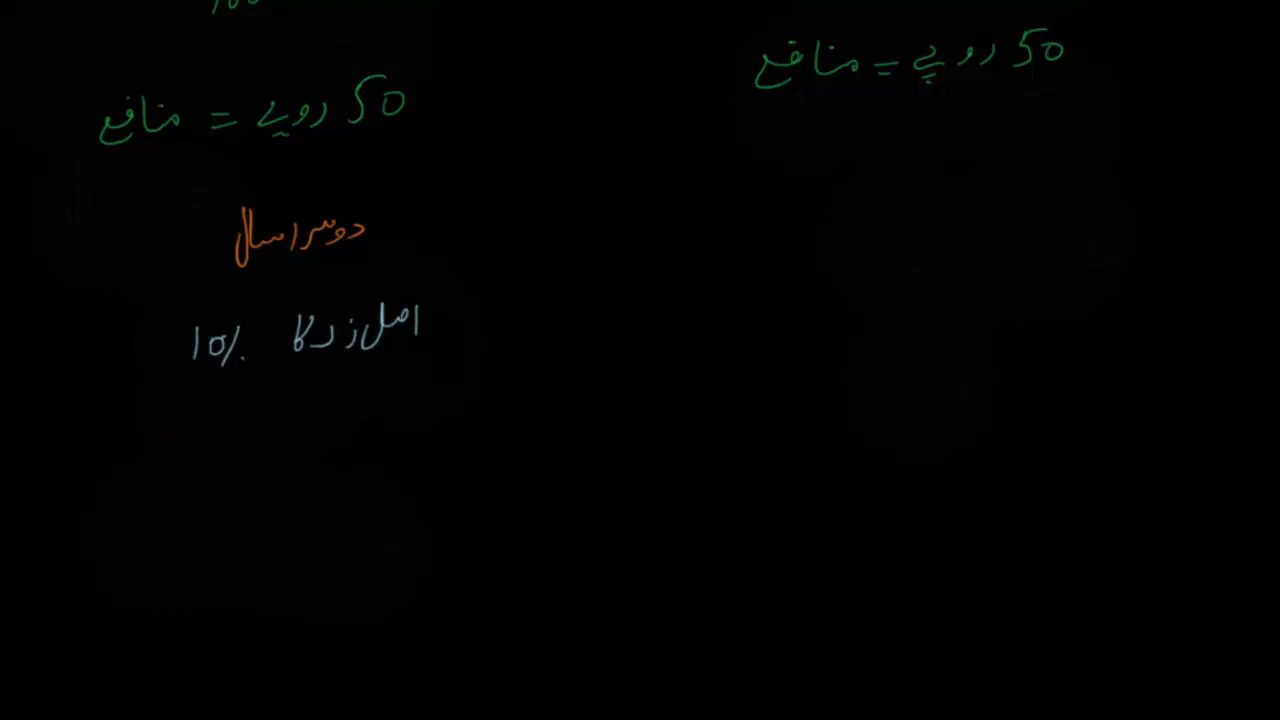 50 روپے = منافع
50 روپے = منافع
دوسرا سال
اصل زر کا 10%